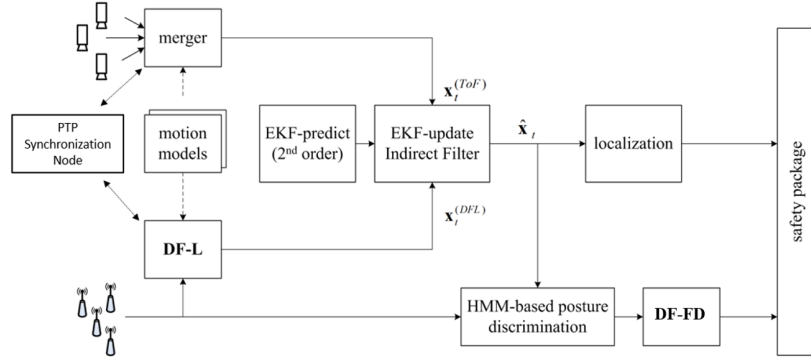 merger
x_t^(ToF)
PTP
Synchronization
Node
motion
models
EKF-predict
(2nd order)
EKF-update
Indirect Filter
x̂_t
localization
safety package
x_t^(DFL)
DF-L
HMM-based posture
discrimination
DF-FD